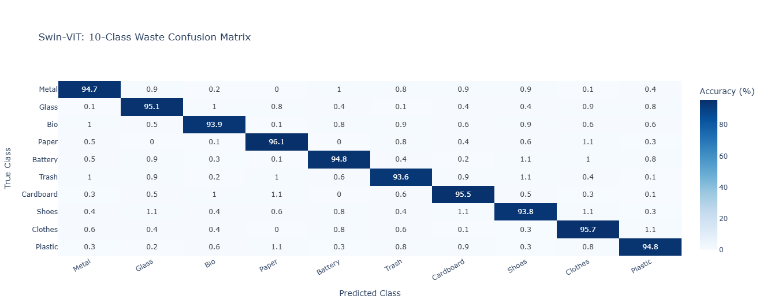 Swin-VIT: 10-Class Waste Confusion Matrix
Accuracy (%)
Metal 94.7 0.9 0.2 0 1 0.8 0.9 0.9 0.1 0.4
Glass 0.1 95.1 1 0.8 0.4 0.1 0.4 0.4 0.9 0.8
Bio 1 0.5 93.9 0.1 0.8 0.9 0.6 0.9 0.6 0.6
Paper 0.5 0 0.1 96.1 0 0.8 0.4 0.6 1.1 0.3
Battery 0.5 0.9 0.3 0.1 94.8 0.4 0.2 1.1 1 0.8
Trash 1 0.9 0.2 1 0.6 93.6 0.9 1.1 0.4 0.1
Cardboard 0.3 0.5 1 1.1 0 0.6 95.5 0.5 0.3 0.1
Shoes 0.4 1.1 0.4 0.6 0.8 0.4 1.1 93.8 1.1 0.3
Clothes 0.6 0.4 0.4 0 0.8 0.6 0.1 0.3 95.7 1.1
Plastic 0.3 0.2 0.6 1.1 0.3 0.8 0.9 0.3 0.8 94.8
True Class
Metal Glass Bio Paper Battery Trash Cardboard Shoes Clothes Plastic
Predicted Class
80
60
40
20
0